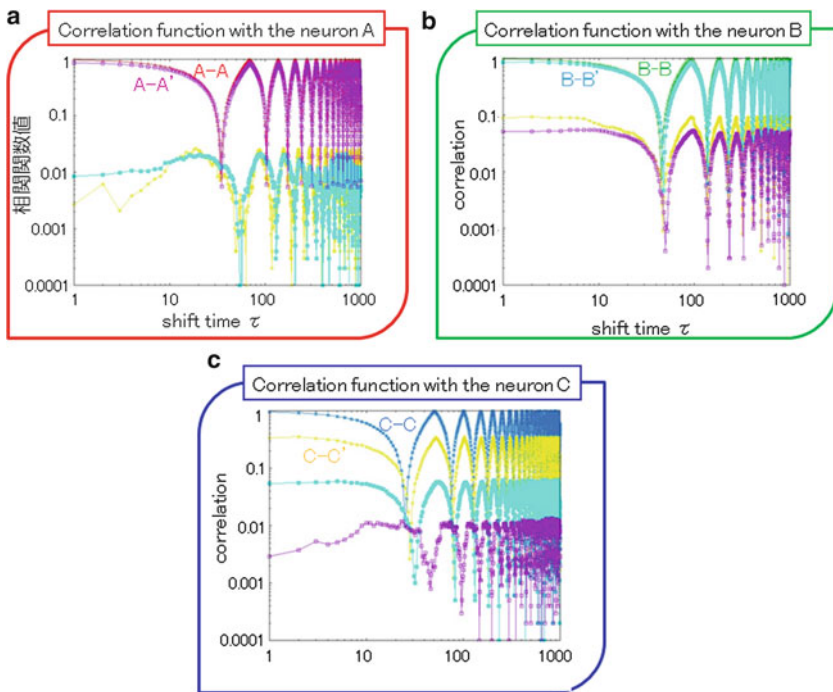 a
Correlation function with the neuron A
1
0.1
0.01
0.001
0.0001
相関関数値
A−A'
A−A
1
10
100
1000
shift time τ
b
Correlation function with the neuron B
1
0.1
0.01
0.001
0.0001
correlation
B−B'
B−B
1
10
100
1000
shift time τ
c
Correlation function with the neuron C
1
0.1
0.01
0.001
0.0001
correlation
C−C
C−C'
1
10
100
1000